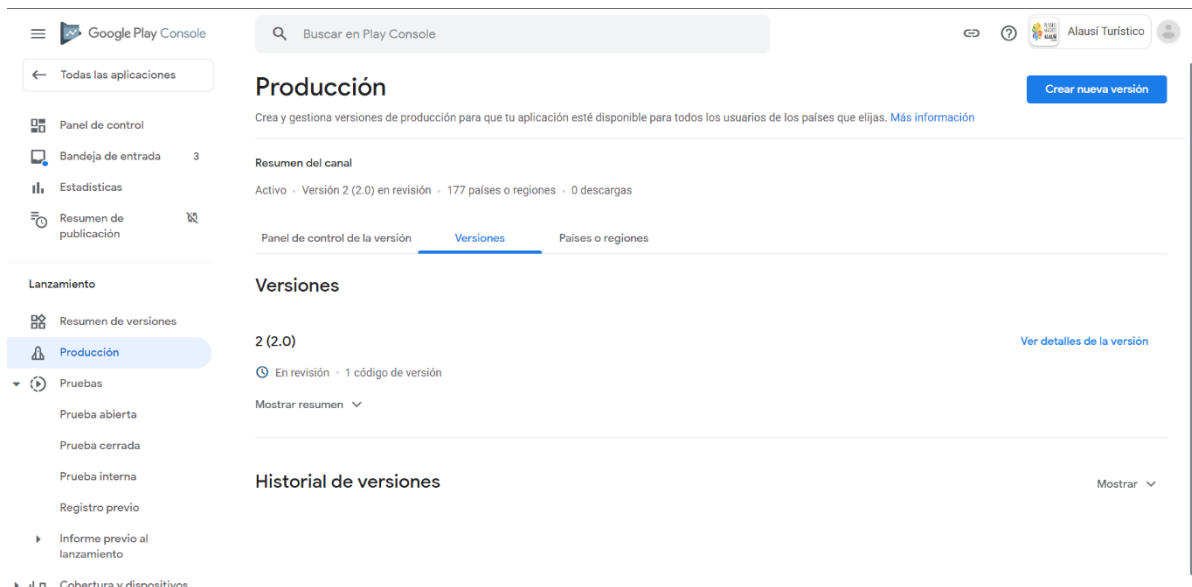 Google Play Console
Buscar en Play Console
Alausí Turístico
Todas las aplicaciones
Panel de control
Bandeja de entrada 3
Estadísticas
Resumen de
publicación
Lanzamiento
Resumen de versiones
Producción
Pruebas
Prueba abierta
Prueba cerrada
Prueba interna
Registro previo
Informe previo al
lanzamiento
Cobertura y dispositivos
Producción
Crear nueva versión
Crea y gestiona versiones de producción para que tu aplicación esté disponible para todos los usuarios de los países que elijas. Más información
Resumen del canal
Activo • Versión 2 (2.0) en revisión • 177 países o regiones • 0 descargas
Panel de control de la versión Versiones Países o regiones
Versiones
2 (2.0) Ver detalles de la versión
En revisión • 1 código de versión
Mostrar resumen
Historial de versiones Mostrar